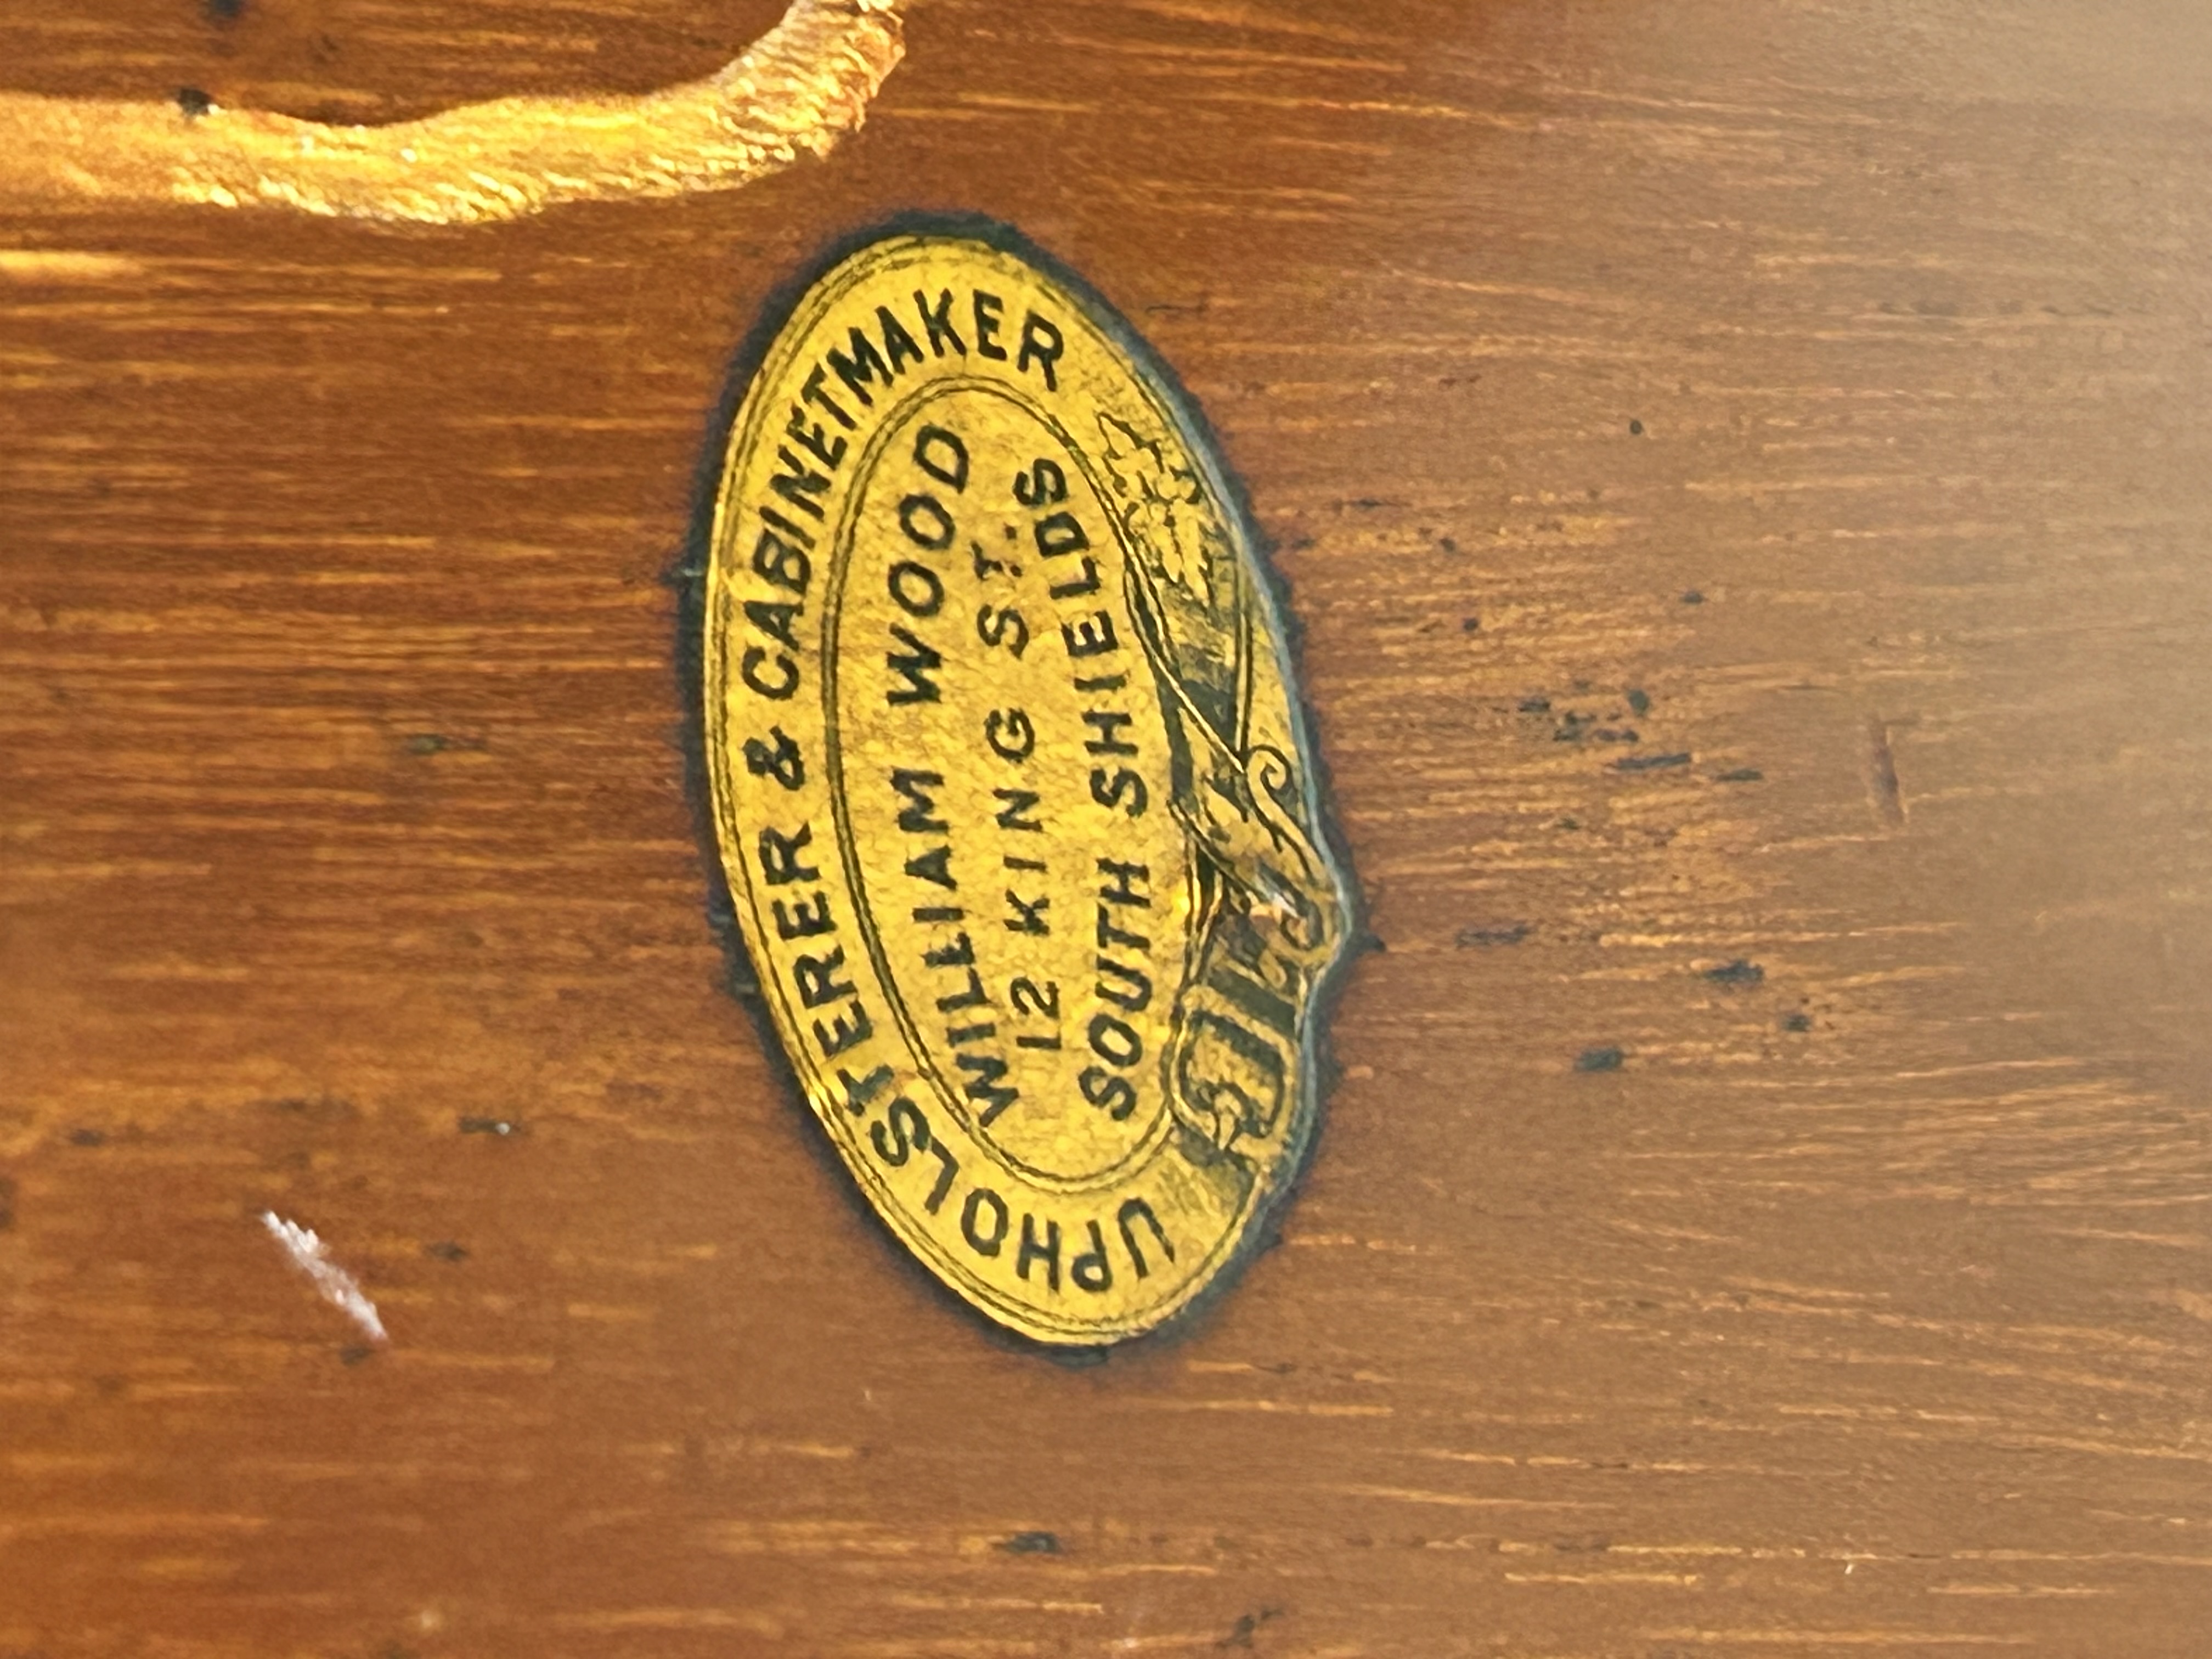 UPHOLSTERER & CABINETMAKER
WILLIAM WOOD
12 KING ST.
SOUTH SHIELDS